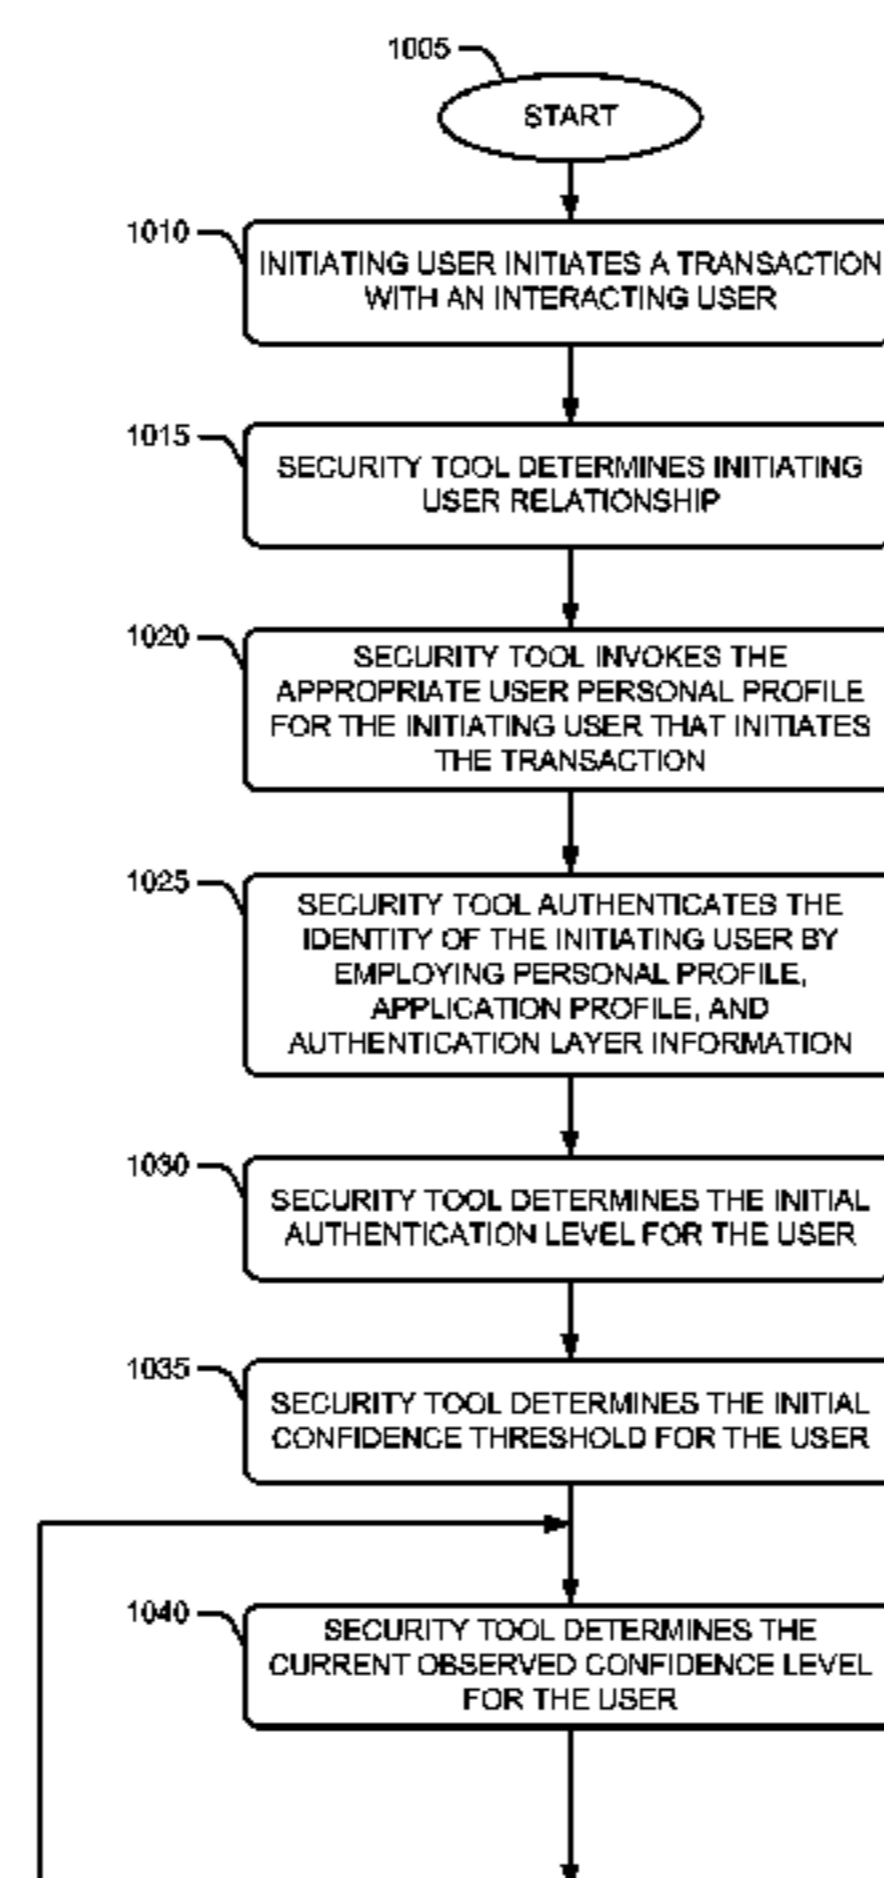 1005
START
1010
INITIATING USER INITIATES A TRANSACTION
WITH AN INTERACTING USER
1015
SECURITY TOOL DETERMINES INITIATING
USER RELATIONSHIP
1020
SECURITY TOOL INVOKES THE
APPROPRIATE USER PERSONAL PROFILE
FOR THE INITIATING USER THAT INITIATES
THE TRANSACTION
1025
SECURITY TOOL AUTHENTICATES THE
IDENTITY OF THE INITIATING USER BY
EMPLOYING PERSONAL PROFILE,
APPLICATION PROFILE, AND
AUTHENTICATION LAYER INFORMATION
1030
SECURITY TOOL DETERMINES THE INITIAL
AUTHENTICATION LEVEL FOR THE USER
1035
SECURITY TOOL DETERMINES THE INITIAL
CONFIDENCE THRESHOLD FOR THE USER
1040
SECURITY TOOL DETERMINES THE
CURRENT OBSERVED CONFIDENCE LEVEL
FOR THE USER